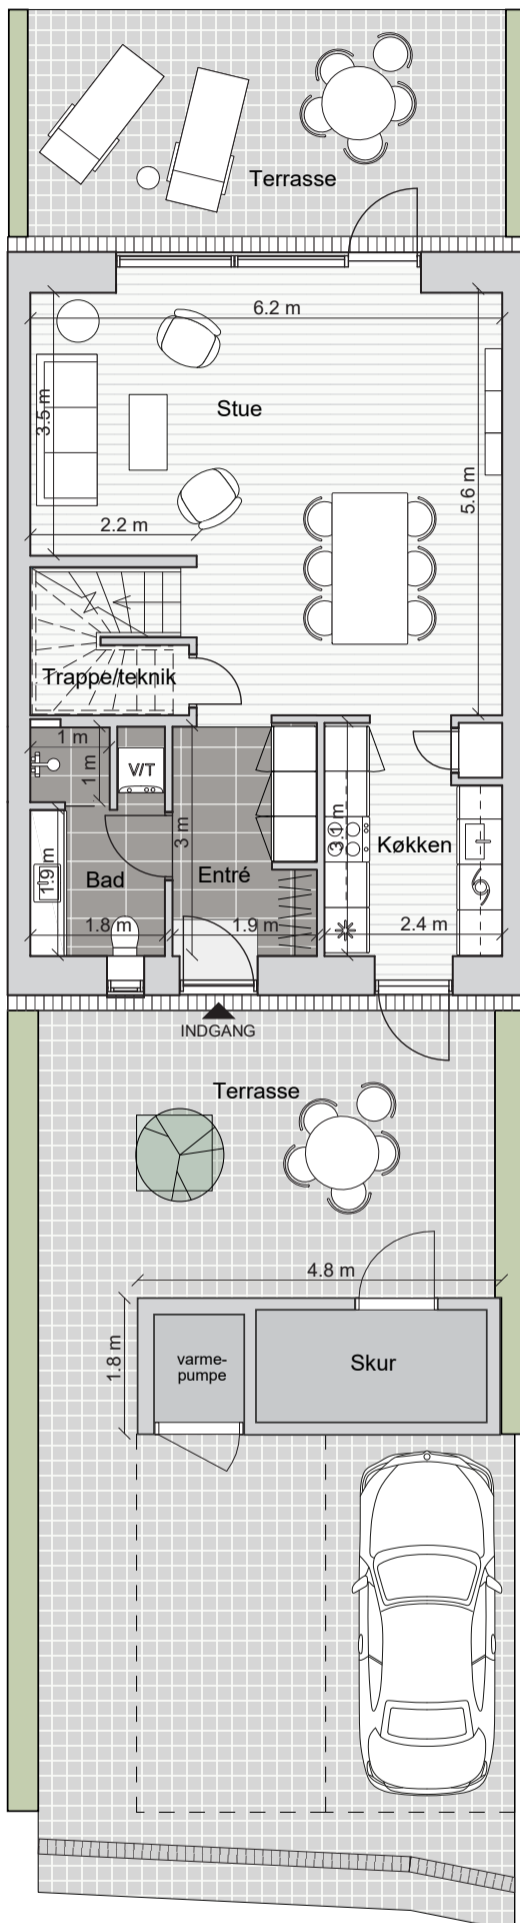 Terrasse
6.2 m
3.5 m
Stue
5.6 m
2.2 m
Trappe/teknik
1 m
1 m
V/T
3 m
3.1 m
Køkken
Entré
Bad
1.9 m
1.8 m
1.9 m
2.4 m
INDGANG
Terrasse
4.8 m
1.8 m
varme-
pumpe
Skur